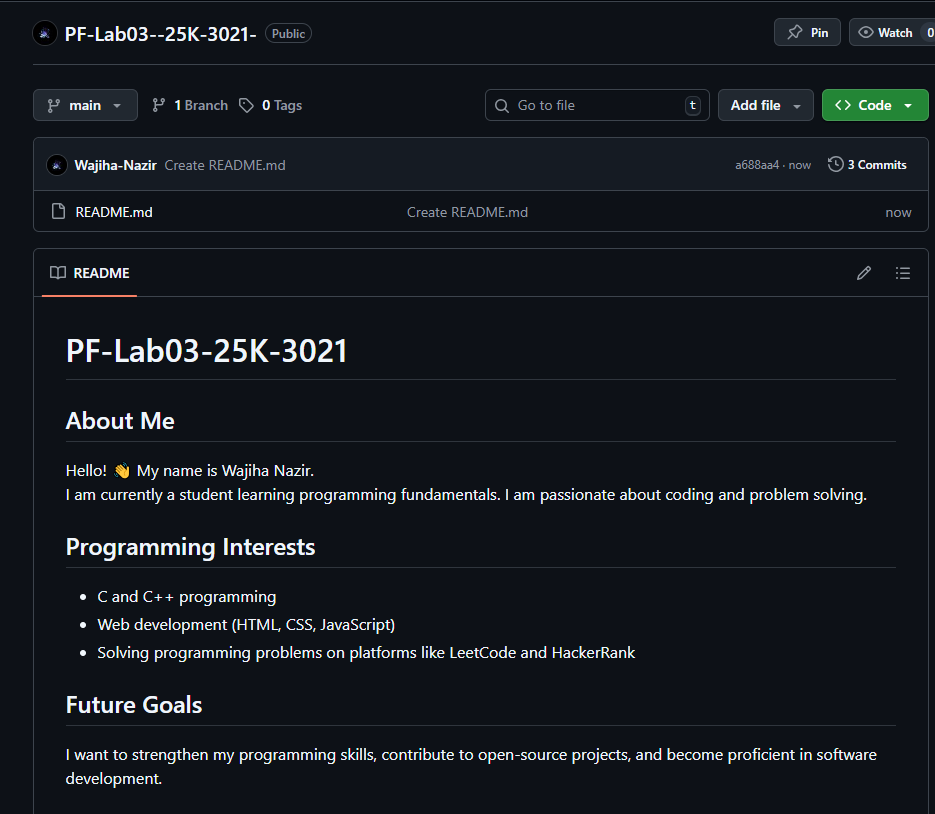 PF-Lab03--25K-3021- Public Pin Watch 0
main 1 Branch 0 Tags Go to file t Add file Code
Wajiha-Nazir Create README.md a688aa4 · now 3 Commits
README.md Create README.md now
README
PF-Lab03-25K-3021
About Me
Hello! 👋 My name is Wajiha Nazir.
I am currently a student learning programming fundamentals. I am passionate about coding and problem solving.
Programming Interests
• C and C++ programming
• Web development (HTML, CSS, JavaScript)
• Solving programming problems on platforms like LeetCode and HackerRank
Future Goals
I want to strengthen my programming skills, contribute to open-source projects, and become proficient in software
development.